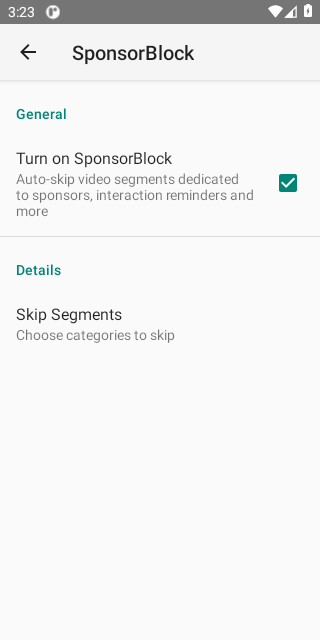 3:23
SponsorBlock
General
Turn on SponsorBlock
Auto-skip video segments dedicated
to sponsors, interaction reminders and
more
Details
Skip Segments
Choose categories to skip